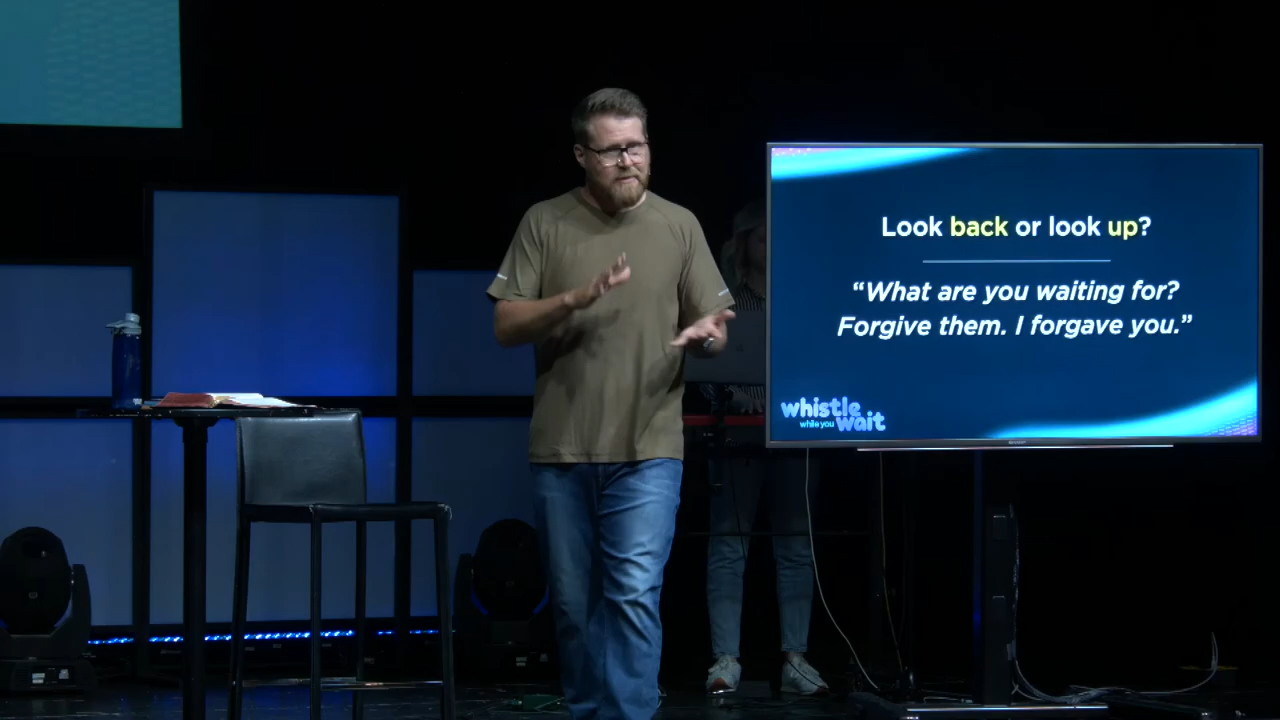 Look back or look up?
“What are you waiting for?
Forgive them. I forgave you.”
whistle
while you wait